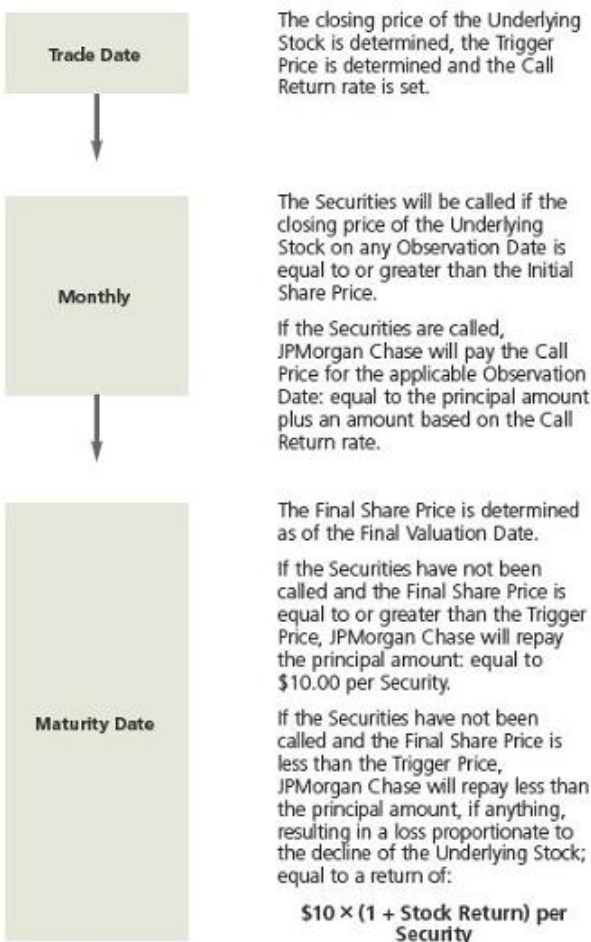 Trade Date
The closing price of the Underlying
Stock is determined, the Trigger
Price is determined and the Call
Return rate is set.
Monthly
The Securities will be called if the
closing price of the Underlying
Stock on any Observation Date is
equal to or greater than the Initial
Share Price.
If the Securities are called,
JPMorgan Chase will pay the Call
Price for the applicable Observation
Date: equal to the principal amount
plus an amount based on the Call
Return rate.
Maturity Date
The Final Share Price is determined
as of the Final Valuation Date.
If the Securities have not been
called and the Final Share Price is
equal to or greater than the Trigger
Price, JPMorgan Chase will repay
the principal amount: equal to
$10.00 per Security.
If the Securities have not been
called and the Final Share Price is
less than the Trigger Price,
JPMorgan Chase will repay less than
the principal amount, if anything,
resulting in a loss proportionate to
the decline of the Underlying Stock;
equal to a return of:
$10 × (1 + Stock Return) per
Security